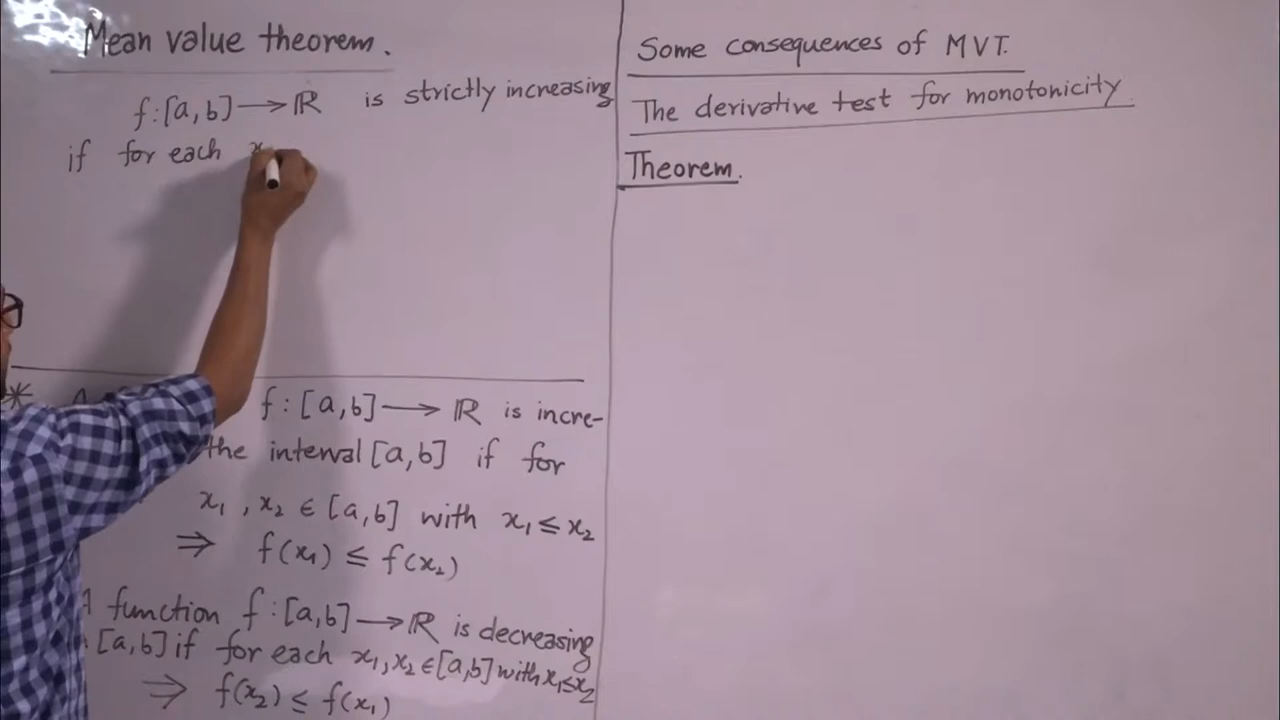 Mean value theorem.
f:[a,b]⟶ℝ is strictly increasing
if for each x
f:[a,b]⟶ℝ is incre-
the interval [a,b] if for
x₁, x₂ ∈ [a,b] with x₁ ≤ x₂
⇒ f(x₁) ≤ f(x₂)
A function f:[a,b]⟶ℝ is decreasing
[a,b] if for each x₁, x₂ ∈ [a,b] with x₁≤x₂
⇒ f(x₂) ≤ f(x₁)
Some consequences of MVT.
The derivative test for monotonicity.
Theorem.